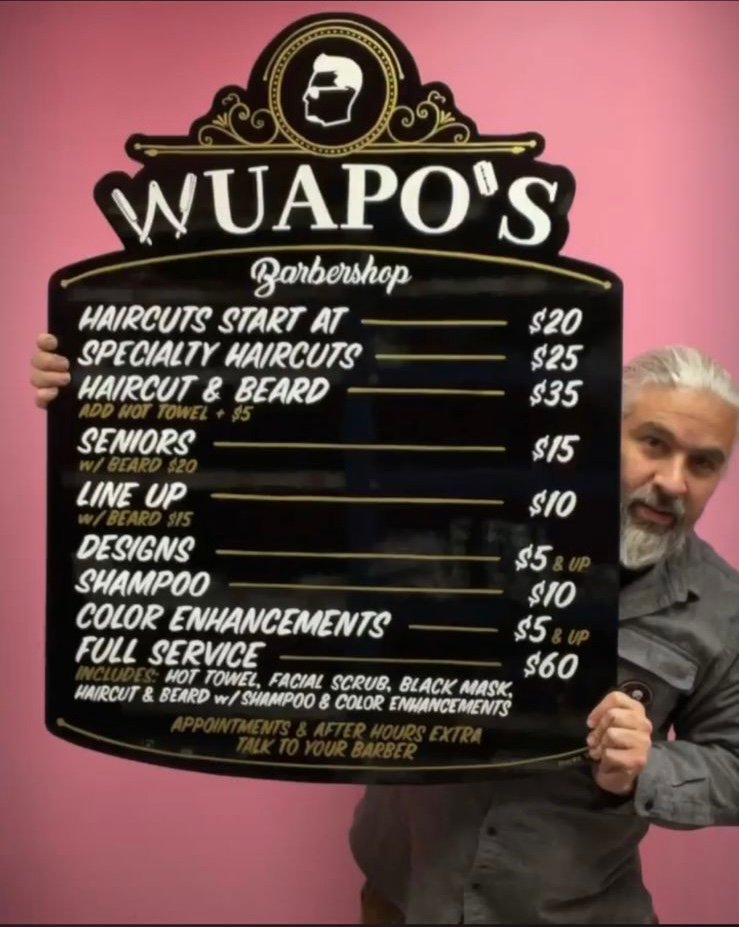 WUAPO'S
Barbershop
HAIRCUTS START AT $20
SPECIALTY HAIRCUTS $25
HAIRCUT & BEARD $35
ADD HOT TOWEL + $5
SENIORS $15
W/ BEARD $20
LINE UP $10
W/ BEARD $15
DESIGNS $5 & UP
SHAMPOO $10
COLOR ENHANCEMENTS $5 & UP
FULL SERVICE $60
INCLUDES: HOT TOWEL, FACIAL SCRUB, BLACK MASK,
HAIRCUT & BEARD W/ SHAMPOO & COLOR ENHANCEMENTS
APPOINTMENTS & AFTER HOURS EXTRA
TALK TO YOUR BARBER